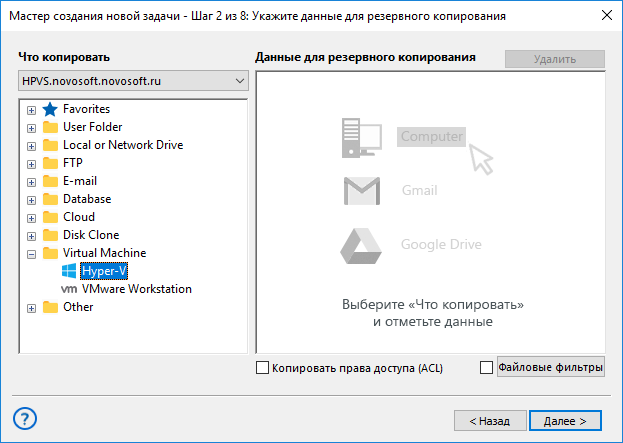 Мастер создания новой задачи - Шаг 2 из 8: Укажите данные для резервного копирования
Что копировать
HPVS.novosoft.novosoft.ru
Favorites
User Folder
Local or Network Drive
FTP
E-mail
Database
Cloud
Disk Clone
Virtual Machine
Hyper-V
vm VMware Workstation
Other
Данные для резервного копирования
Удалить
Computer
Gmail
Google Drive
Выберите «Что копировать»
и отметьте данные
Копировать права доступа (ACL)
Файловые фильтры
?
< Назад
Далее >